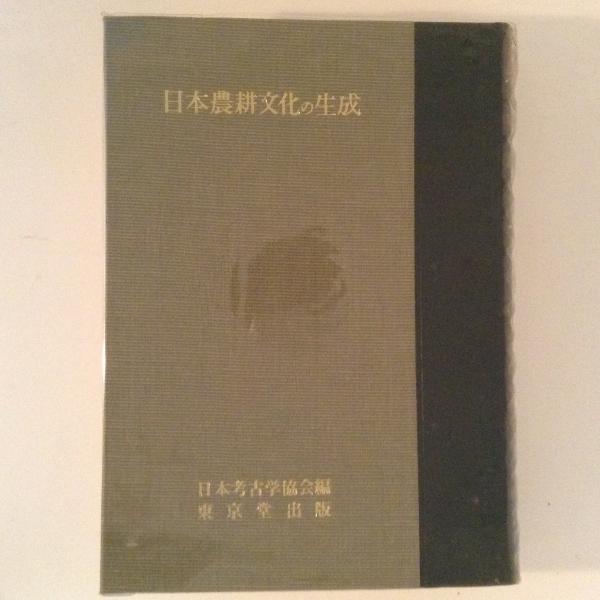 日本農耕文化の生成
日本考古学協会編
東京堂出版